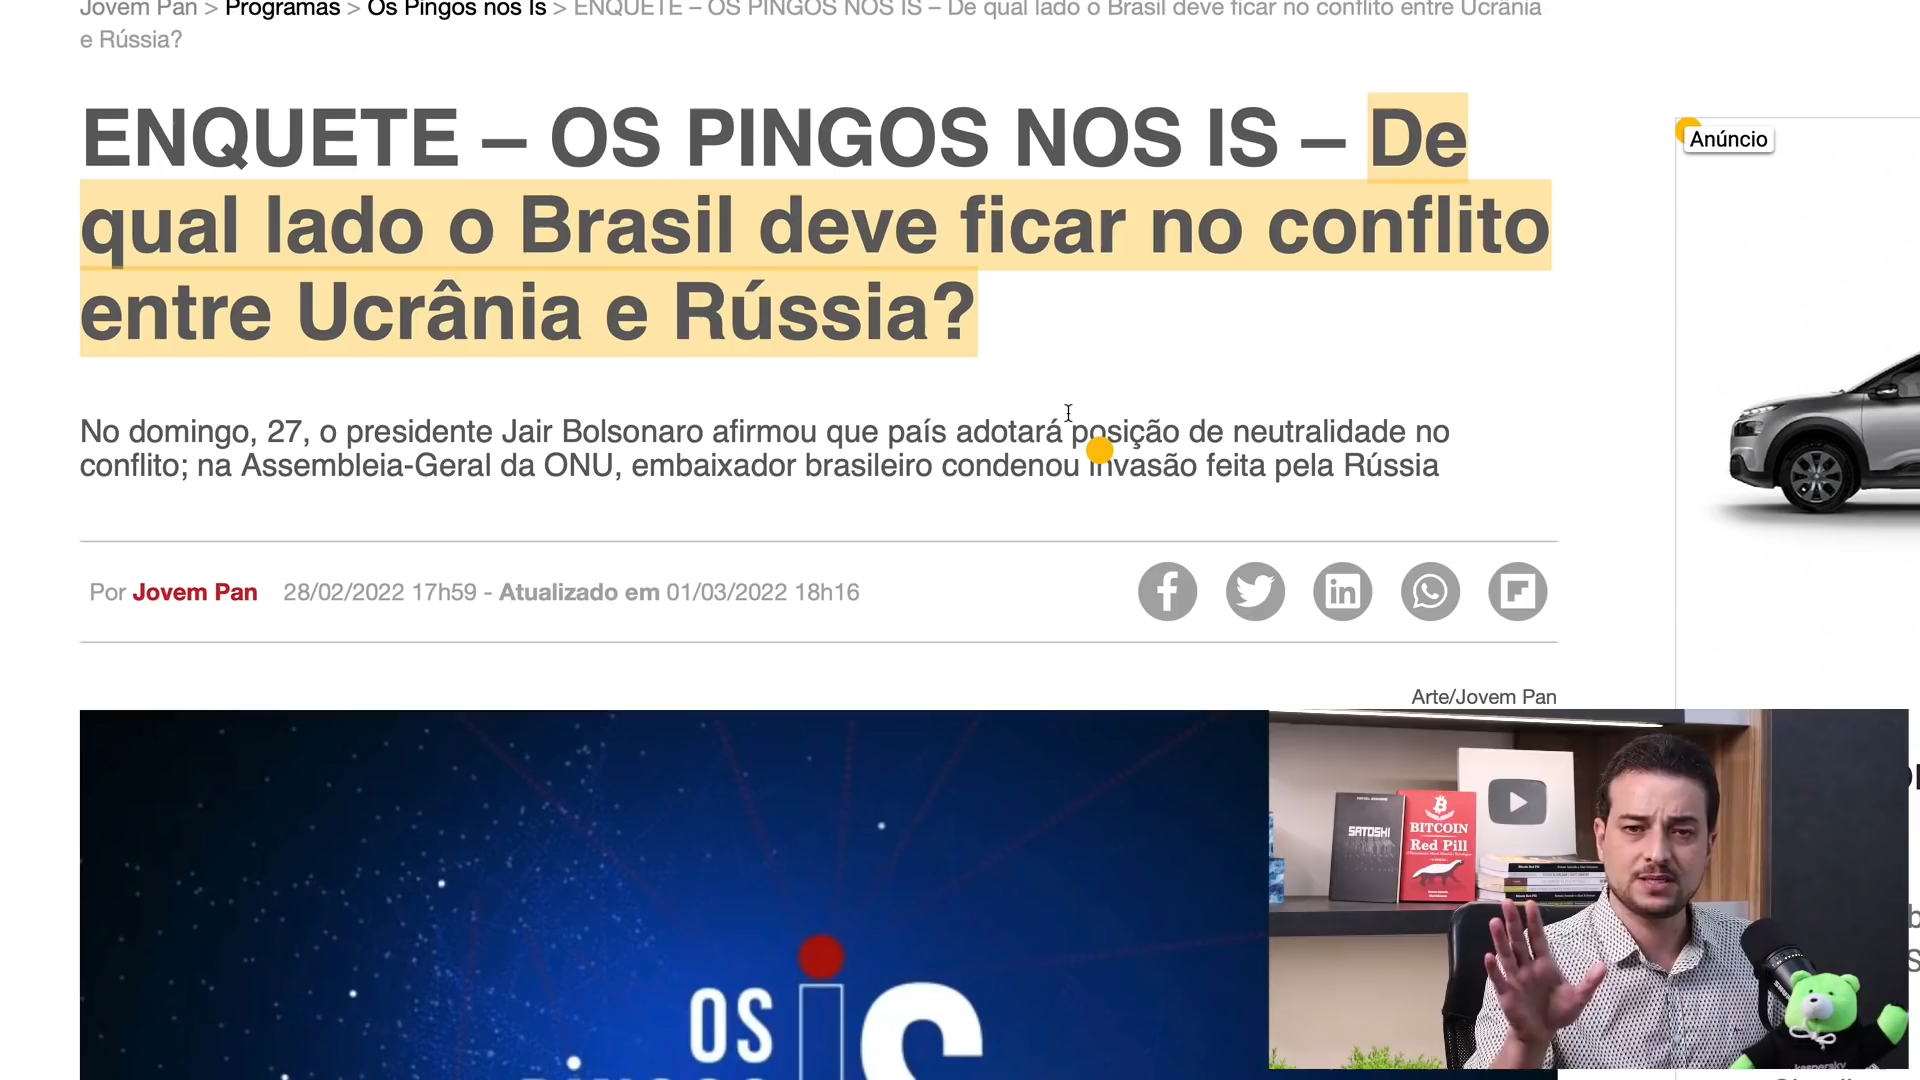 Jovem Pan > Programas > Os Pingos nos Is > ENQUETE – OS PINGOS NOS IS – De qual lado o Brasil deve ficar no conflito entre Ucrânia
e Rússia?
ENQUETE – OS PINGOS NOS IS – De
qual lado o Brasil deve ficar no conflito
entre Ucrânia e Rússia?
Anúncio
No domingo, 27, o presidente Jair Bolsonaro afirmou que país adotará posição de neutralidade no
conflito; na Assembleia-Geral da ONU, embaixador brasileiro condenou invasão feita pela Rússia
Por Jovem Pan 28/02/2022 17h59 - Atualizado em 01/03/2022 18h16
Arte/Jovem Pan
OS
is
SATOSHI
BITCOIN
Red Pill
kaspersky